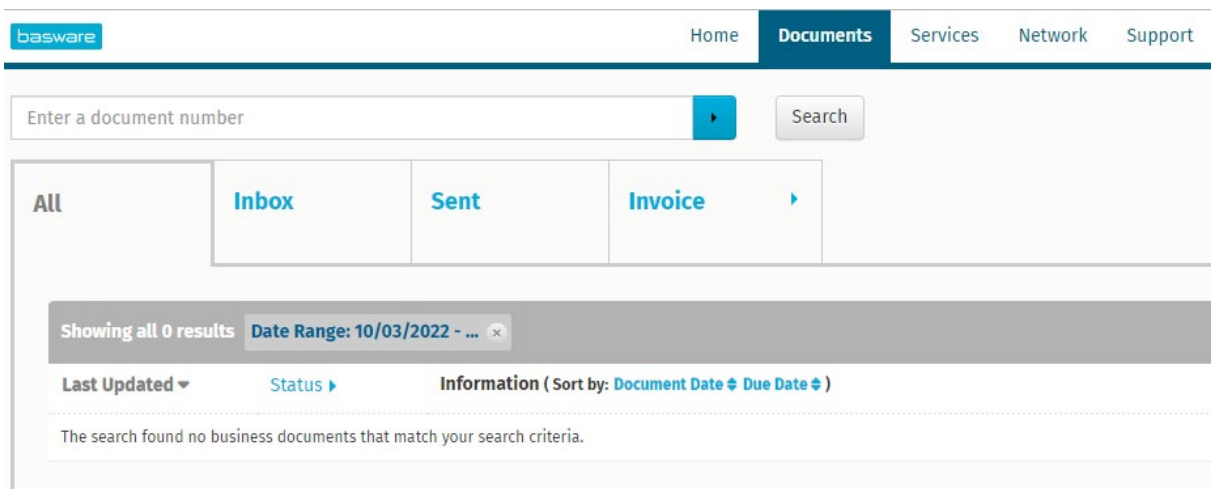 basware Home Documents Services Network Support
Enter a document number Search
All Inbox Sent Invoice
Showing all 0 results Date Range: 10/03/2022 - ...
Last Updated Status Information ( Sort by: Document Date Due Date )
The search found no business documents that match your search criteria.